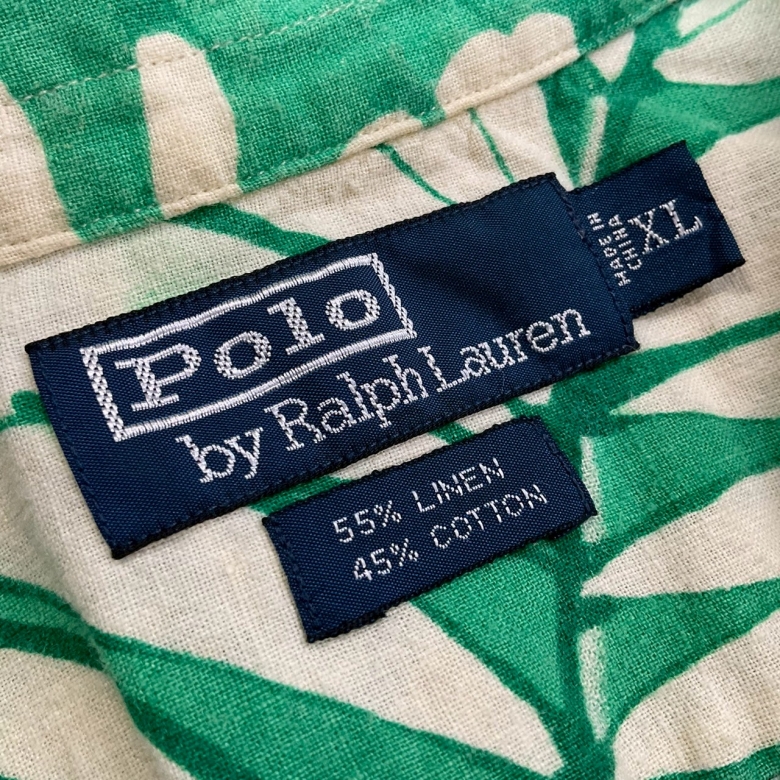 Polo
by Ralph Lauren
MADE IN
CHINA
XL
55% LINEN
45% COTTON